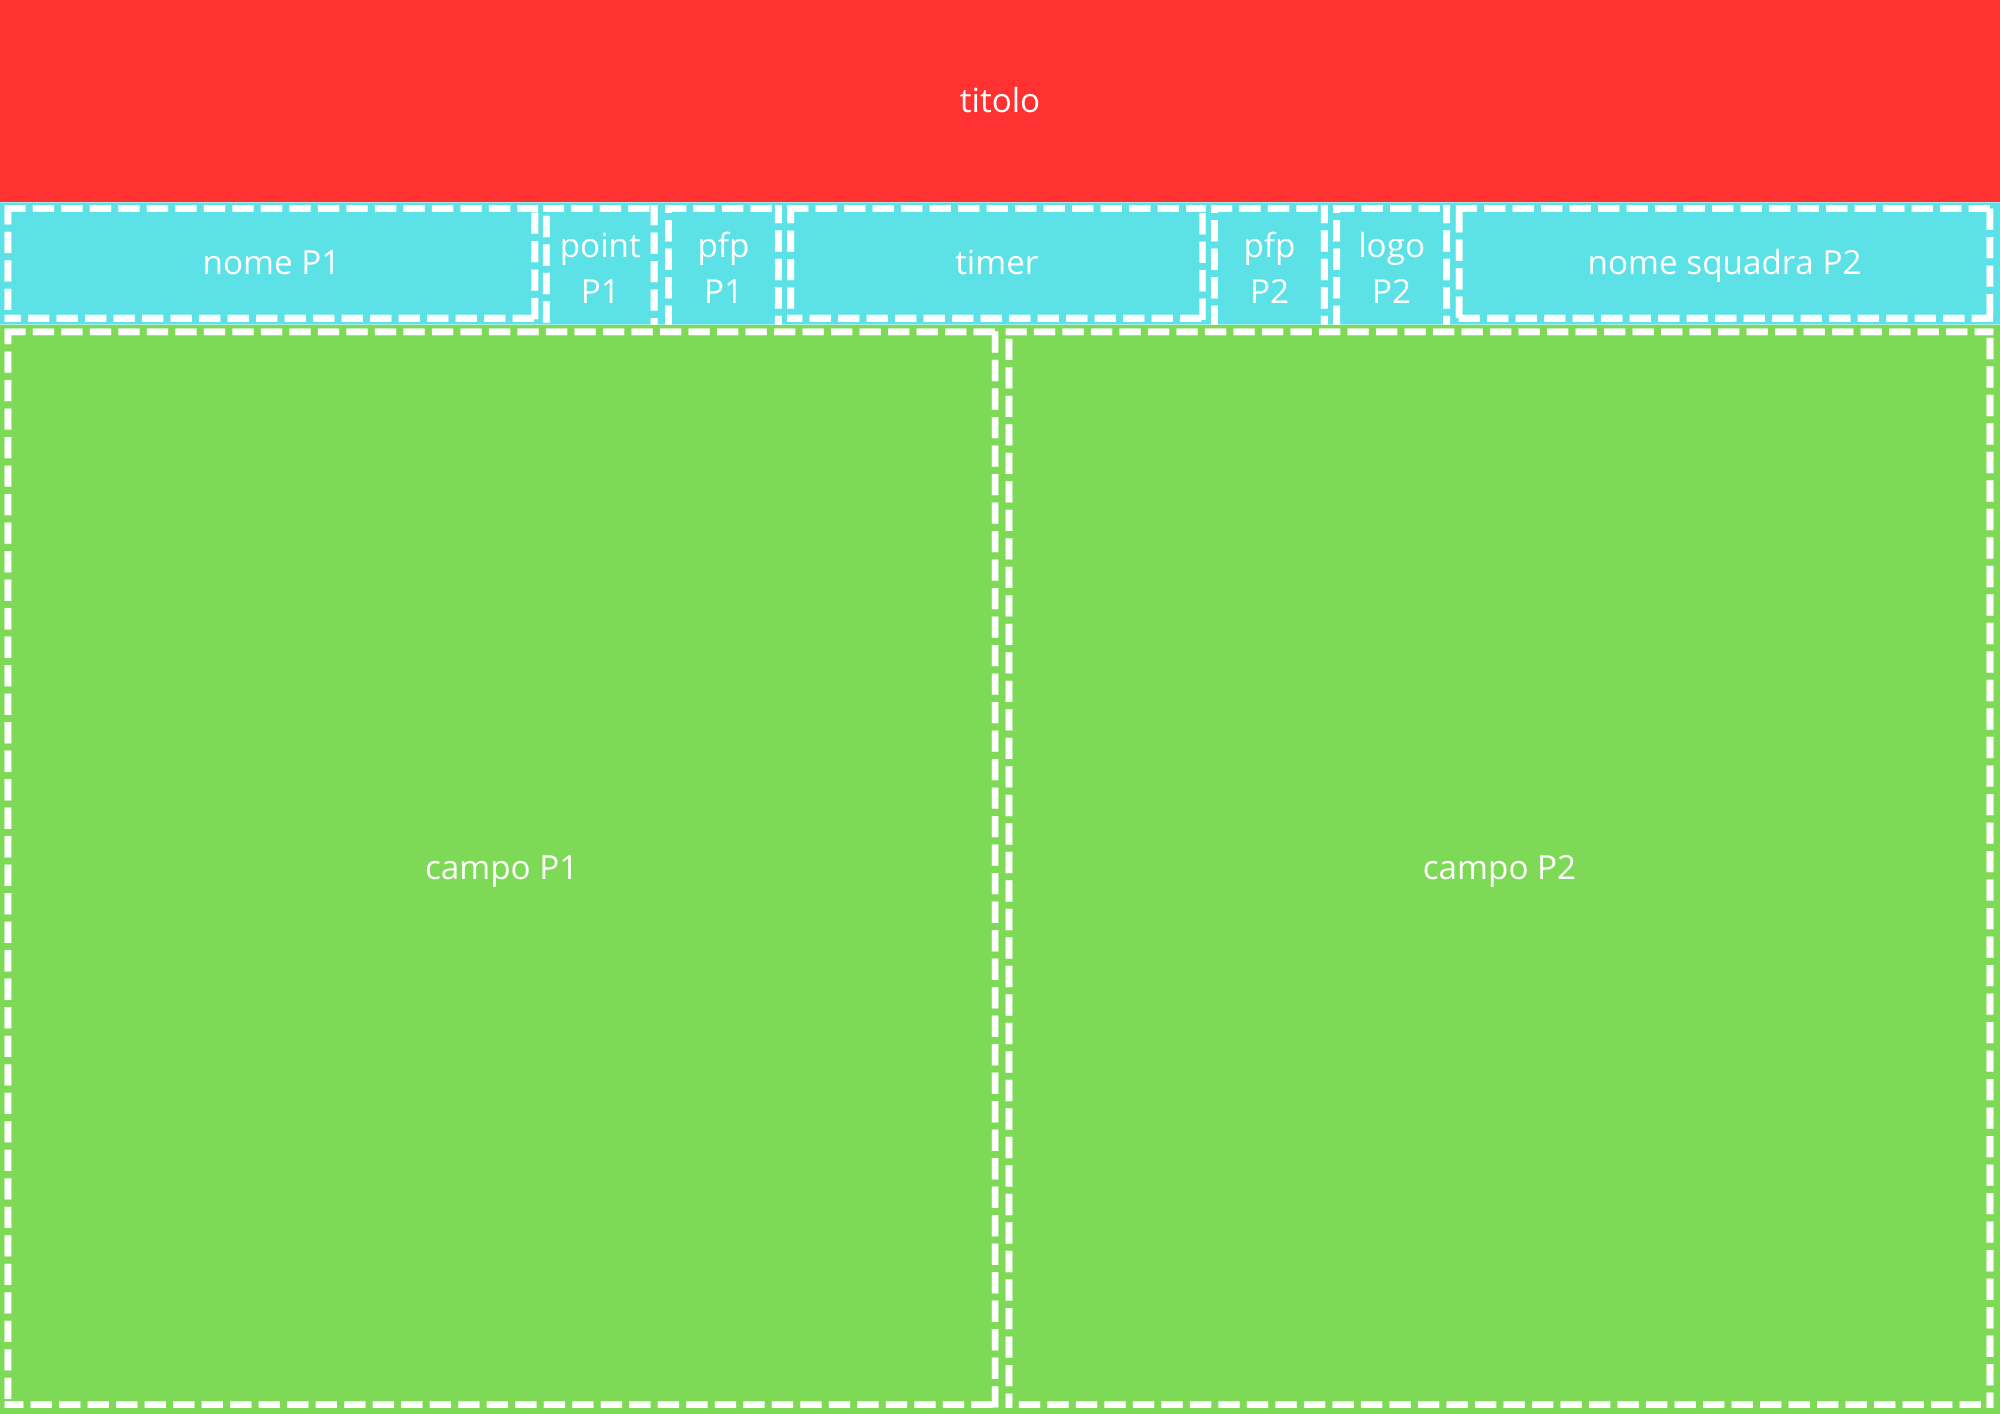 titolo
nome P1
point
P1
pfp
P1
timer
pfp
P2
logo
P2
nome squadra P2
campo P1
campo P2